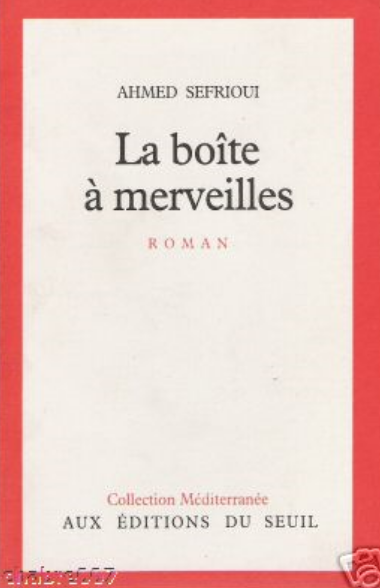 AHMED SEFRIOUI
La boîte
à merveilles
ROMAN
Collection Méditerranée
AUX ÉDITIONS DU SEUIL